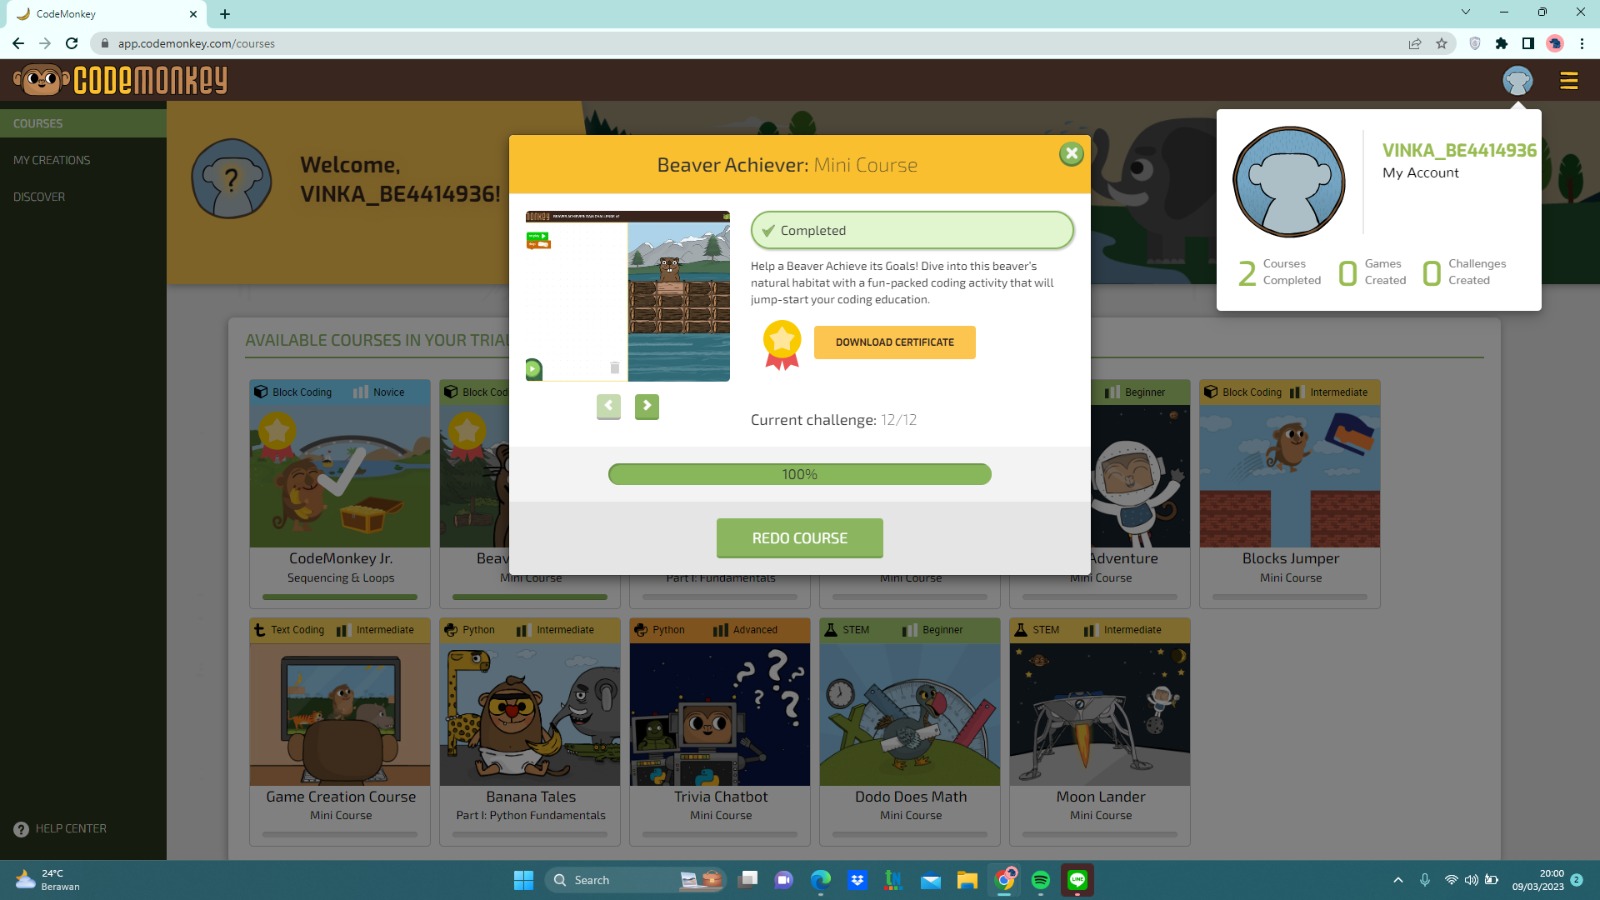 CodeMonkey
app.codemonkey.com/courses
CODEMONKEY
COURSES
MY CREATIONS
DISCOVER
HELP CENTER
Welcome,
VINKA_BE4414936!
VINKA_BE4414936
My Account
2 Courses Completed
0 Games Created
0 Challenges Created
Beaver Achiever: Mini Course
Completed
Help a Beaver Achieve its Goals! Dive into this beaver's
natural habitat with a fun-packed coding activity that will
jump-start your coding education.
DOWNLOAD CERTIFICATE
Current challenge: 12/12
100%
REDO COURSE
AVAILABLE COURSES IN YOUR TRIA
Block Coding Novice
CodeMonkey Jr.
Sequencing & Loops
Block Cod
Beav
Mini Course
Part I: Fundamentals
Mini Course
Beginner
Adventure
Mini Course
Block Coding Intermediate
Blocks Jumper
Mini Course
Text Coding Intermediate
Game Creation Course
Mini Course
Python Intermediate
Banana Tales
Part I: Python Fundamentals
Python Advanced
Trivia Chatbot
Mini Course
STEM Beginner
Dodo Does Math
Mini Course
STEM Intermediate
Moon Lander
Mini Course
24°C
Berawan
Search
20:00
09/03/2023
2